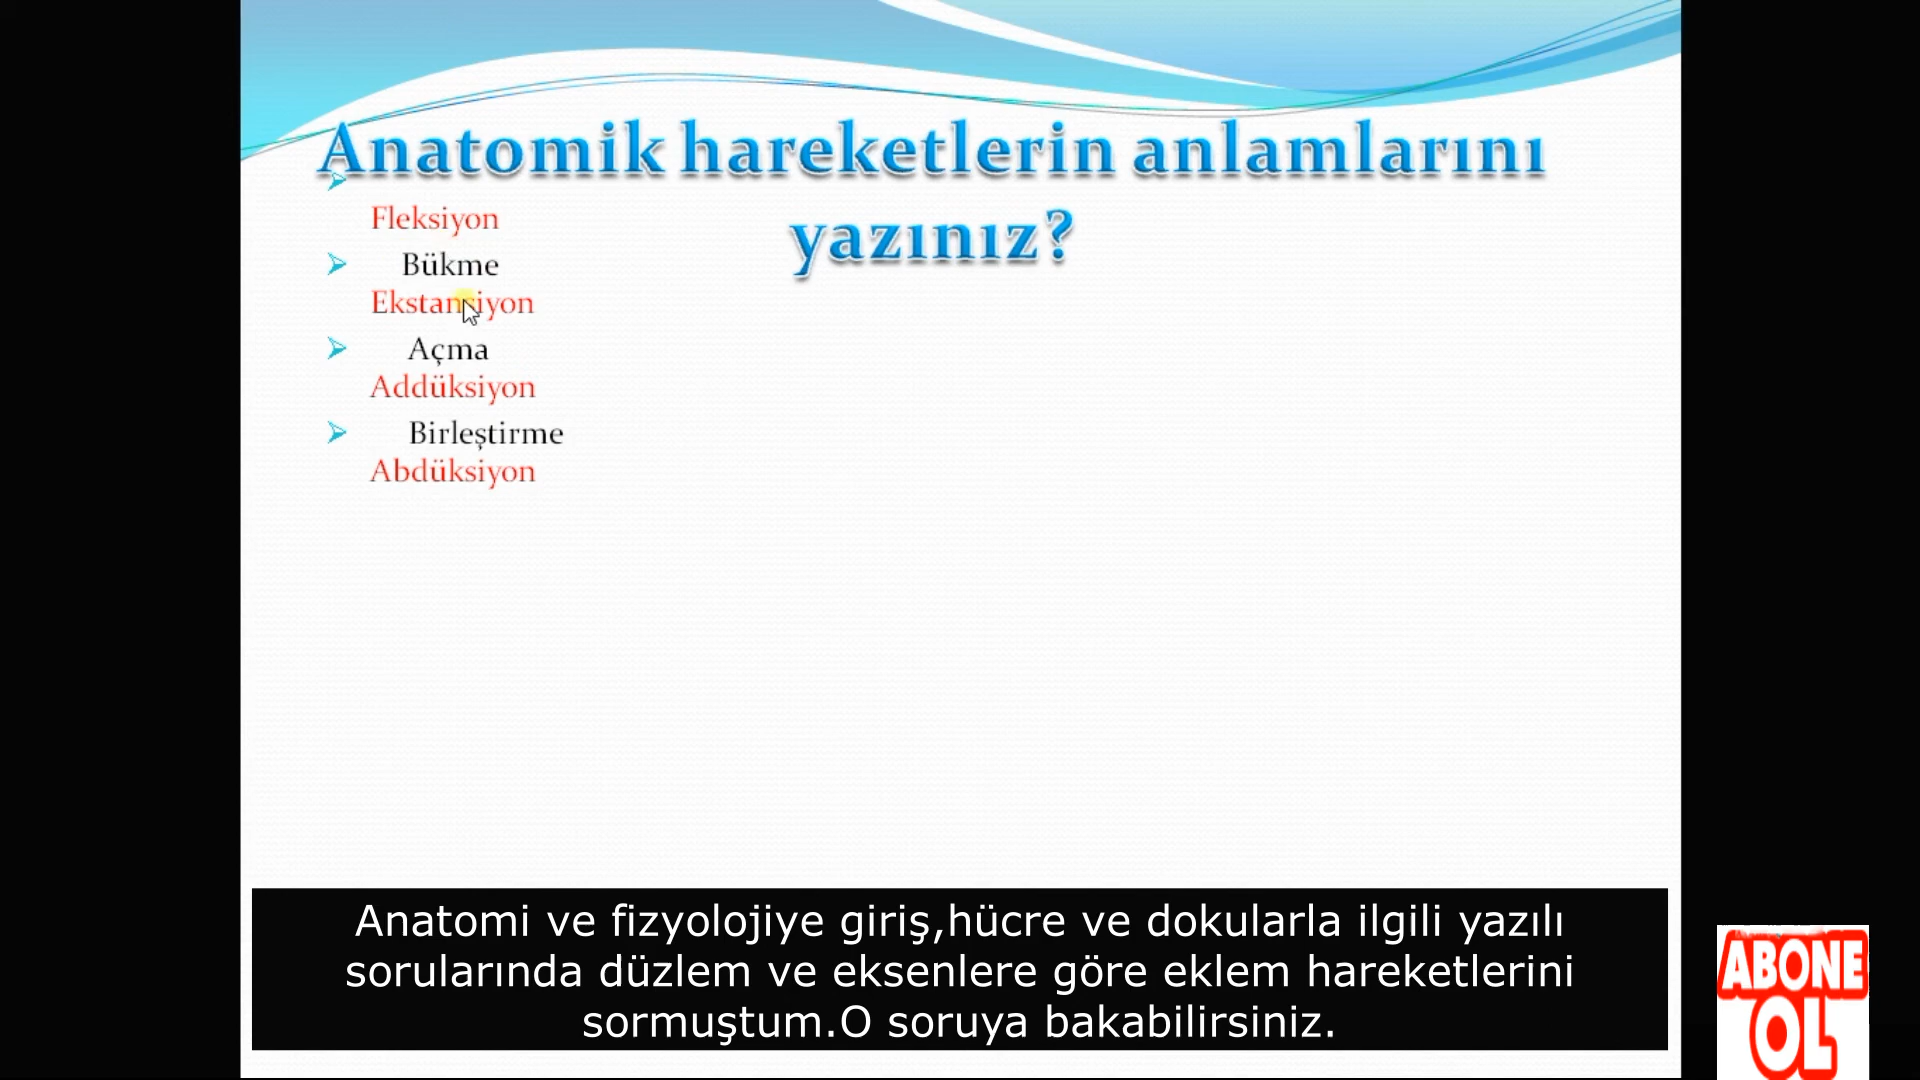 Anatomik hareketlerin anlamlarını
yazınız?
Fleksiyon
Bükme
Ekstansiyon
Açma
Addüksiyon
Birleştirme
Abdüksiyon
Anatomi ve fizyolojiye giriş,hücre ve dokularla ilgili yazılı
sorularında düzlem ve eksenlere göre eklem hareketlerini
sormuştum.O soruya bakabilirsiniz.
ABONE
OL